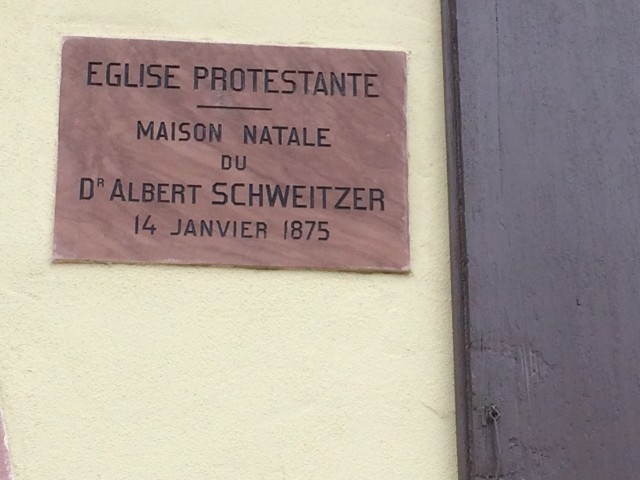 EGLISE PROTESTANTE
MAISON NATALE
DU
DR ALBERT SCHWEITZER
14 JANVIER 1875